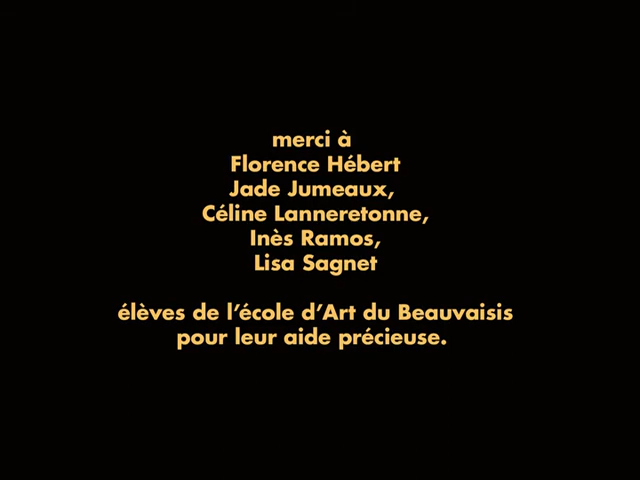 merci à
Florence Hébert
Jade Jumeaux,
Céline Lanneretonne,
Inès Ramos,
Lisa Sagnet
élèves de l'école d'Art du Beauvaisis
pour leur aide précieuse.